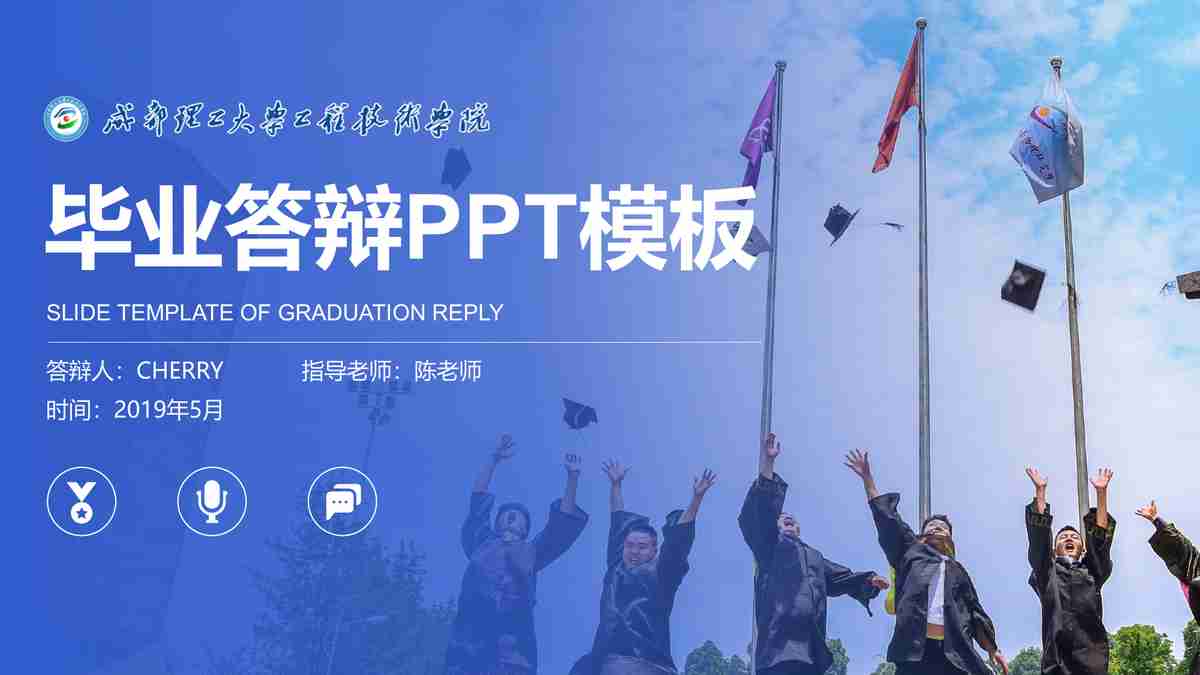 成都理工大学工程技术学院
毕业答辩PPT模板
SLIDE TEMPLATE OF GRADUATION REPLY
答辩人：CHERRY 指导老师：陈老师
时间：2019年5月